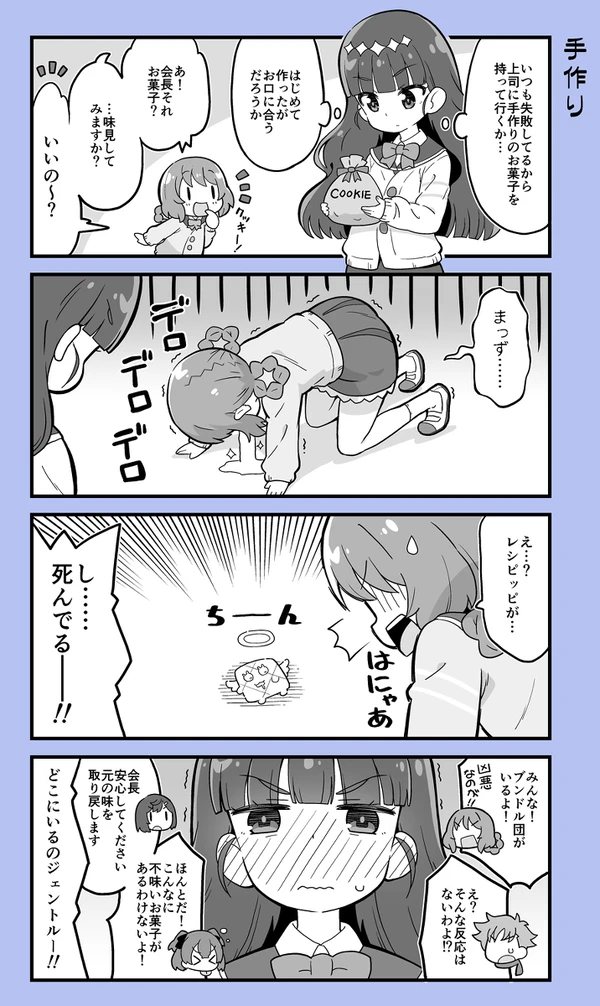 手作り
いつも失敗してるから
上司に手作りのお菓子を
持って行くか…
COOKIE
はじめて
作ったが
お口に合う
だろうか
あ!
会長それ
お菓子?
クッキー!
…味見して
みますか?
いいの〜?
まっず……
デロ
デロ
デロ
え…?
レシピッピが…
はにゃあ
ちーん
し……
死んでるーー!!
みんな!
ブンドル団が
いるよ!
凶悪
なのべ!!
え?
そんな反応は
ないわよ!?
ほんとだ!
こんなに
不味いお菓子が
あるわけないよ!
会長
安心してください
元の味を
取り戻します
どこにいるのジェントルー!!